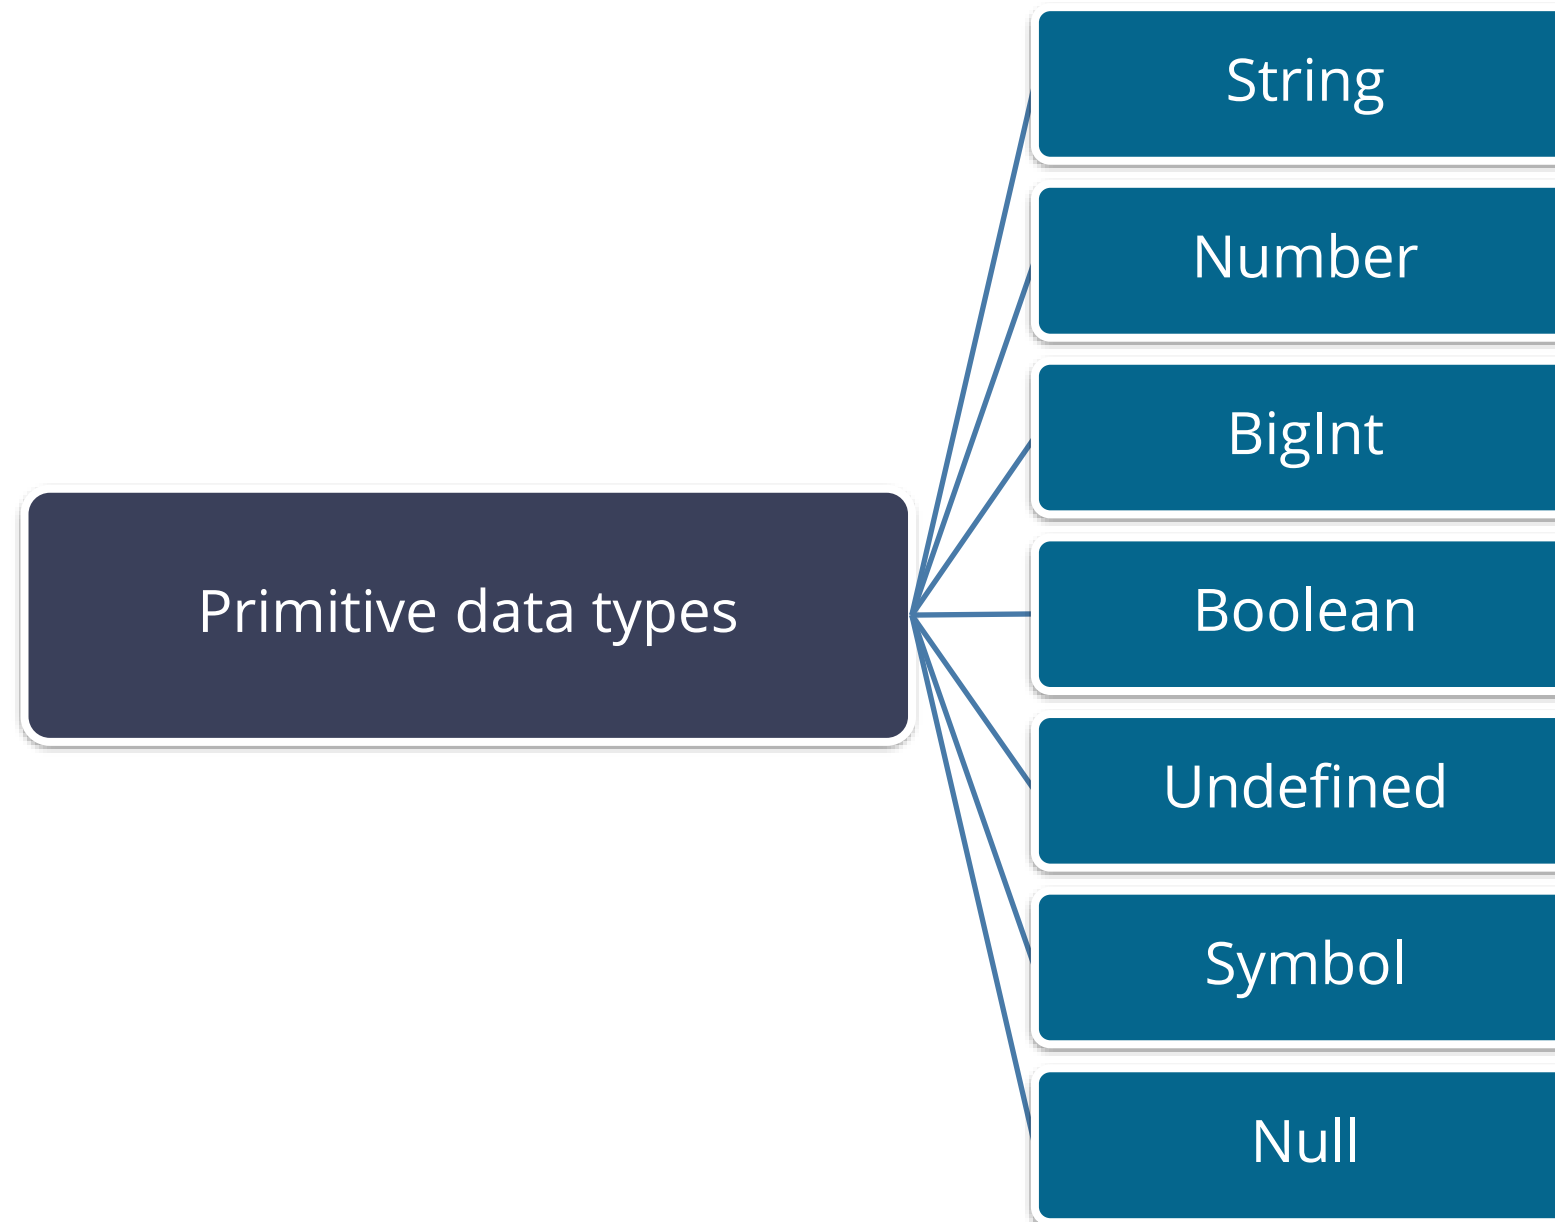 String
Number
BigInt
Boolean
Primitive data types
Undefined
Symbol
Null